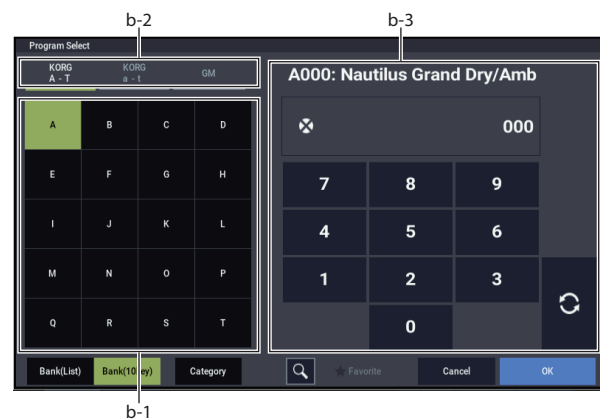 b-2
b-3
Program Select
KORG
A - T
KORG
a - t
GM
A000: Nautilus Grand Dry/Amb
000
A B C D
E F G H
I J K L
M N O P
Q R S T
7 8 9
4 5 6
1 2 3
0
Bank(List) Bank(10 ey) Category
Favorite Cancel OK
b-1